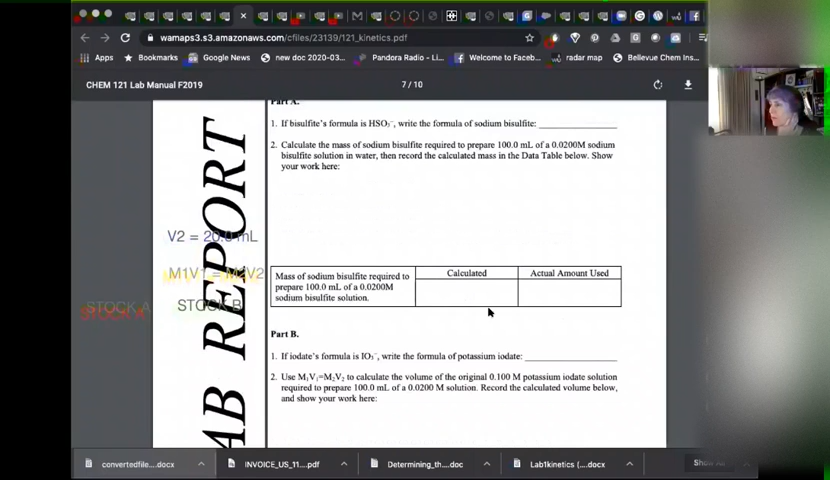 wamaps3.s3.amazonaws.com/cfiles/23139/121_kinetics.pdf
Apps Bookmarks Google News new doc 2020-03... Pandora Radio - Li... Welcome to Faceb... radar map Bellevue Chem Ins...
CHEM 121 Lab Manual F2019 7 / 10
Part A.
1. If bisulfite's formula is HSO₃⁻, write the formula of sodium bisulfite:
2. Calculate the mass of sodium bisulfite required to prepare 100.0 mL of a 0.0200M sodium
bisulfite solution in water, then record the calculated mass in the Data Table below. Show
your work here:
LAB REPORT
V2 = 20.0 mL
M1V1 = M2V2
STOCK A STOCK B
STOCK A
Mass of sodium bisulfite required to
prepare 100.0 mL of a 0.0200M
sodium bisulfite solution.
Calculated Actual Amount Used
Part B.
1. If iodate's formula is IO₃⁻, write the formula of potassium iodate:
2. Use M₁V₁=M₂V₂ to calculate the volume of the original 0.100 M potassium iodate solution
required to prepare 100.0 mL of a 0.0200 M solution. Record the calculated volume below,
and show your work here:
convertedfile....docx INVOICE_US_11....pdf Determining_th....doc Lab1kinetics (....docx Show